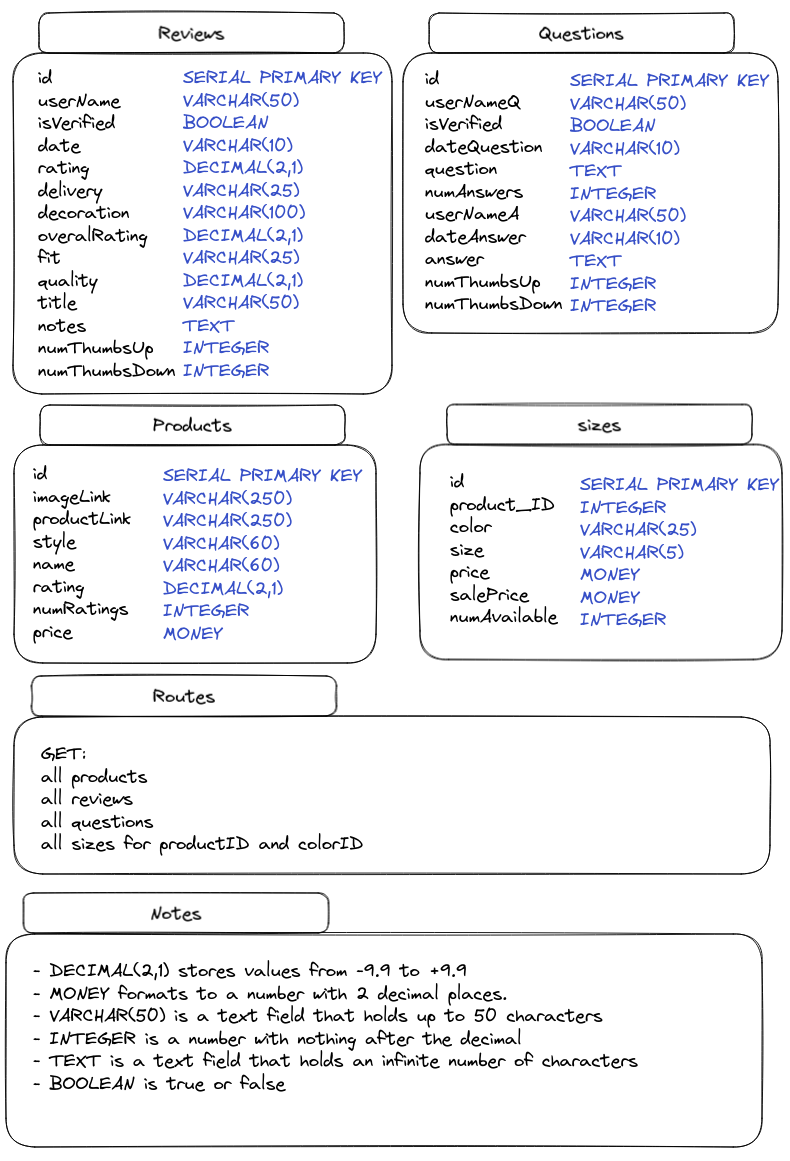 Reviews
id SERIAL PRIMARY KEY
userName VARCHAR(50)
isVerified BOOLEAN
date VARCHAR(10)
rating DECIMAL(2,1)
delivery VARCHAR(25)
decoration VARCHAR(100)
overalRating DECIMAL(2,1)
fit VARCHAR(25)
quality DECIMAL(2,1)
title VARCHAR(50)
notes TEXT
numThumbsUp INTEGER
numThumbsDown INTEGER
Questions
id SERIAL PRIMARY KEY
userNameQ VARCHAR(50)
isVerified BOOLEAN
dateQuestion VARCHAR(10)
question TEXT
numAnswers INTEGER
userNameA VARCHAR(50)
dateAnswer VARCHAR(10)
answer TEXT
numThumbsUp INTEGER
numThumbsDown INTEGER
Products
id SERIAL PRIMARY KEY
imageLink VARCHAR(250)
productLink VARCHAR(250)
style VARCHAR(60)
name VARCHAR(60)
rating DECIMAL(2,1)
numRatings INTEGER
price MONEY
sizes
id SERIAL PRIMARY KEY
product_ID INTEGER
color VARCHAR(25)
size VARCHAR(5)
price MONEY
salePrice MONEY
numAvailable INTEGER
Routes
GET:
all products
all reviews
all questions
all sizes for productID and colorID
Notes
- DECIMAL(2,1) stores values from -9.9 to +9.9
- MONEY formats to a number with 2 decimal places.
- VARCHAR(50) is a text field that holds up to 50 characters
- INTEGER is a number with nothing after the decimal
- TEXT is a text field that holds an infinite number of characters
- BOOLEAN is true or false